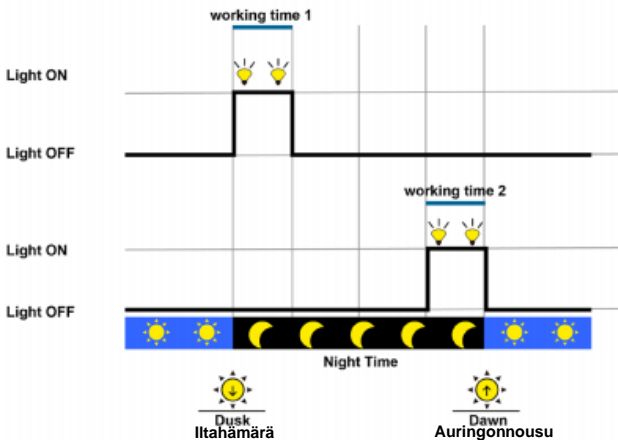 working time 1
Light ON
Light OFF
working time 2
Light ON
Light OFF
Night Time
Dusk
Iltahämärä
Dawn
Auringonnousu